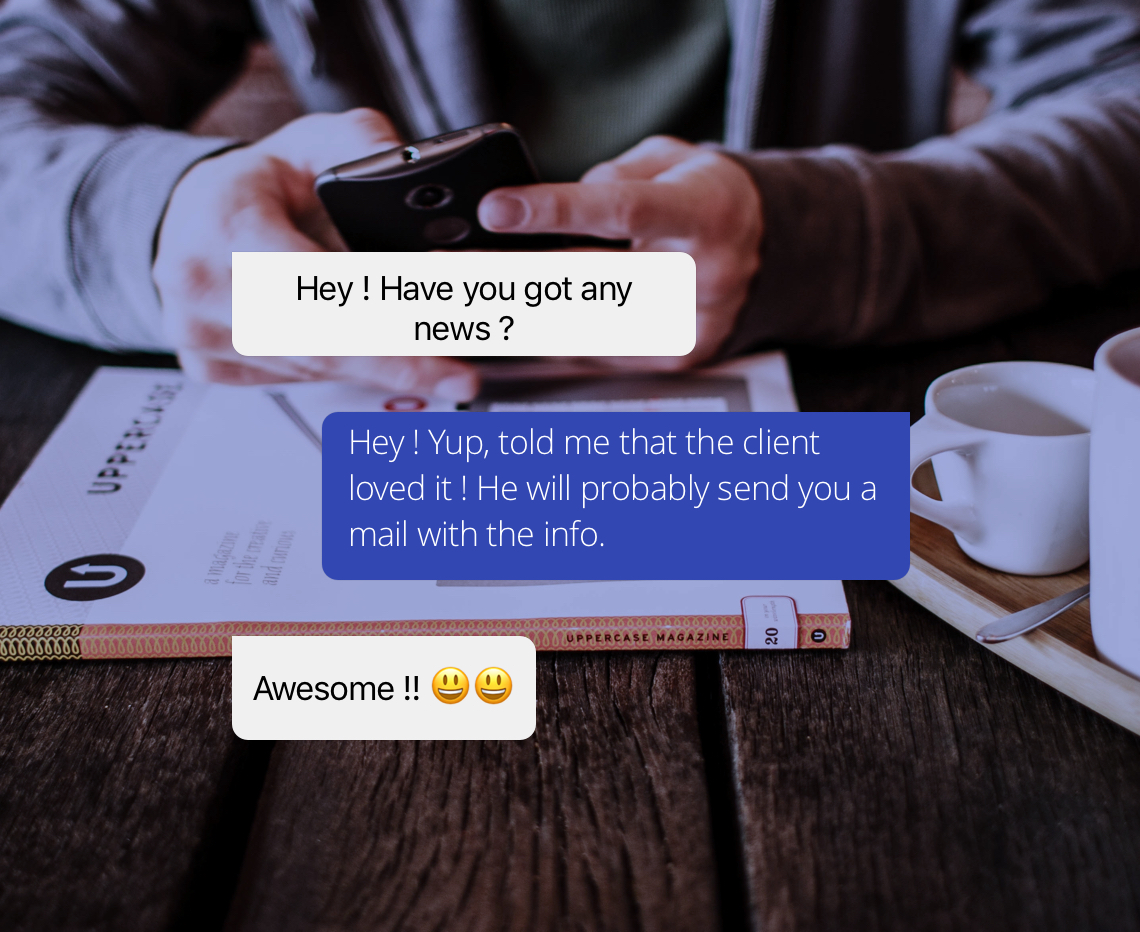 Hey ! Have you got any
news ?
UPPERCASE
Hey ! Yup, told me that the client
loved it ! He will probably send you a
mail with the info.
a magazine
for the creative
and curious
U
UPPERCASE MAGAZINE
20
U
Awesome !! 😃😃